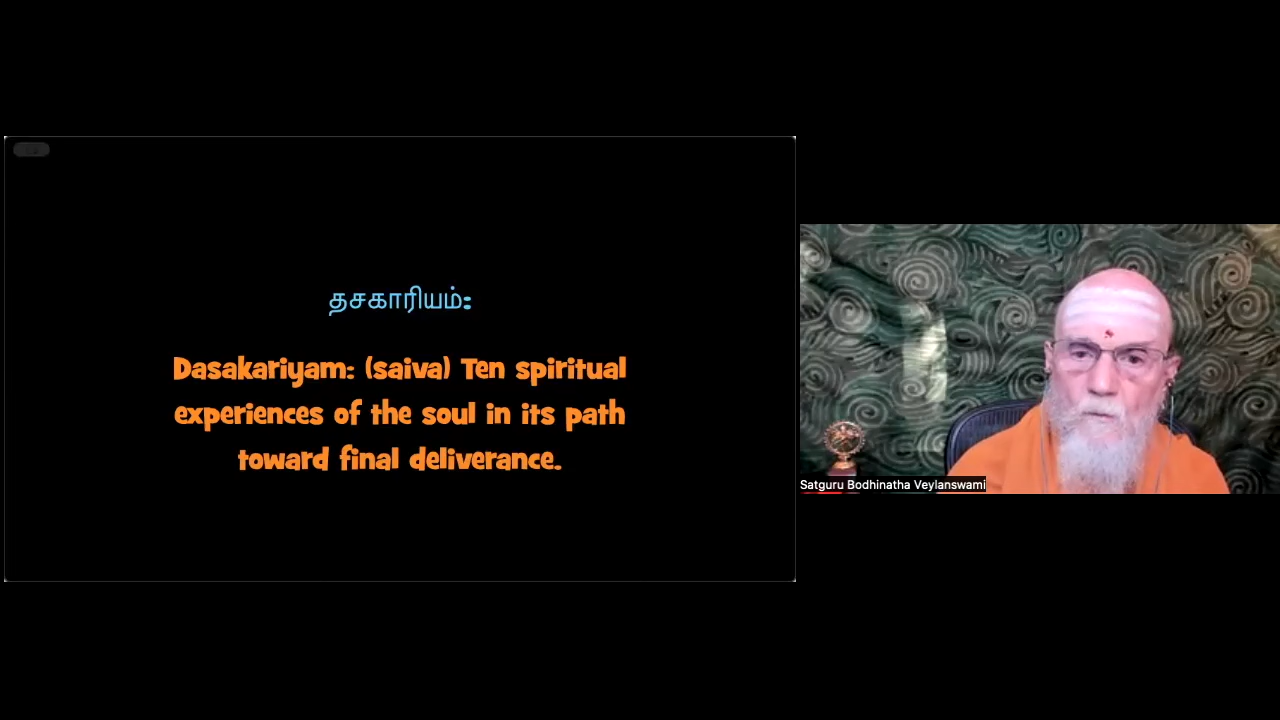 தசகாரியம்:
Dasakariyam: (saiva) Ten spiritual
experiences of the soul in its path
toward final deliverance.
Satguru Bodhinatha Veylanswami